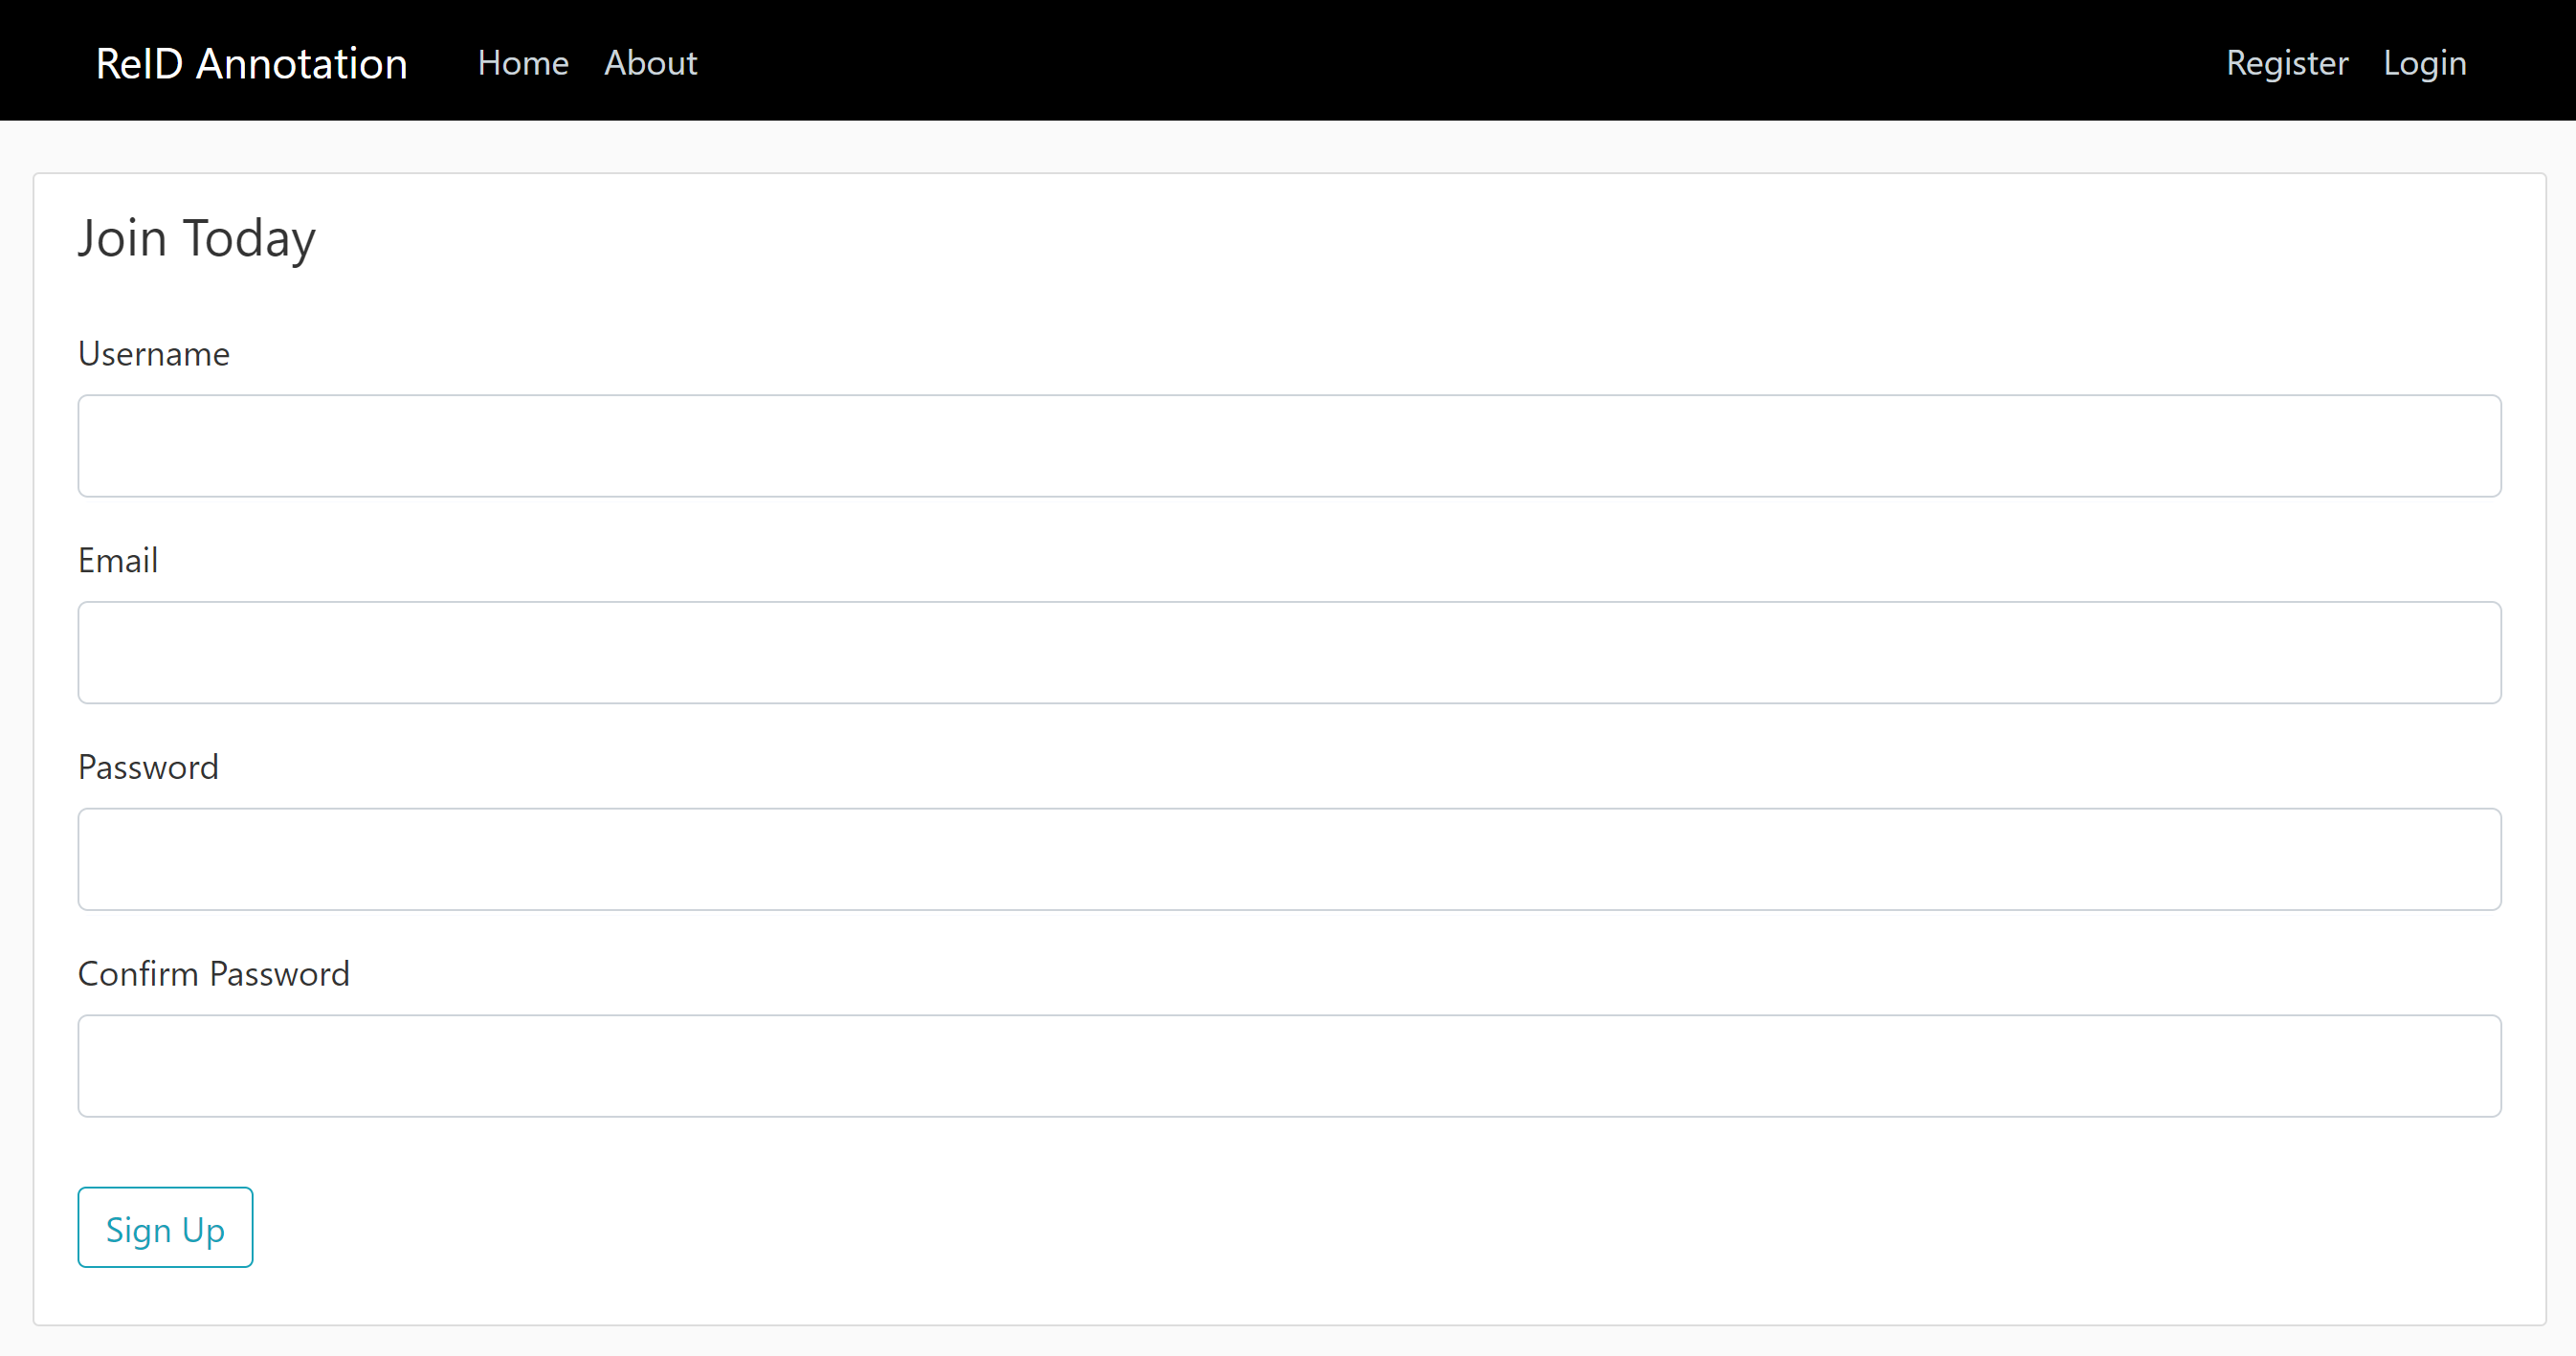 ReID Annotation Home About Register Login
Join Today
Username
Email
Password
Confirm Password
Sign Up